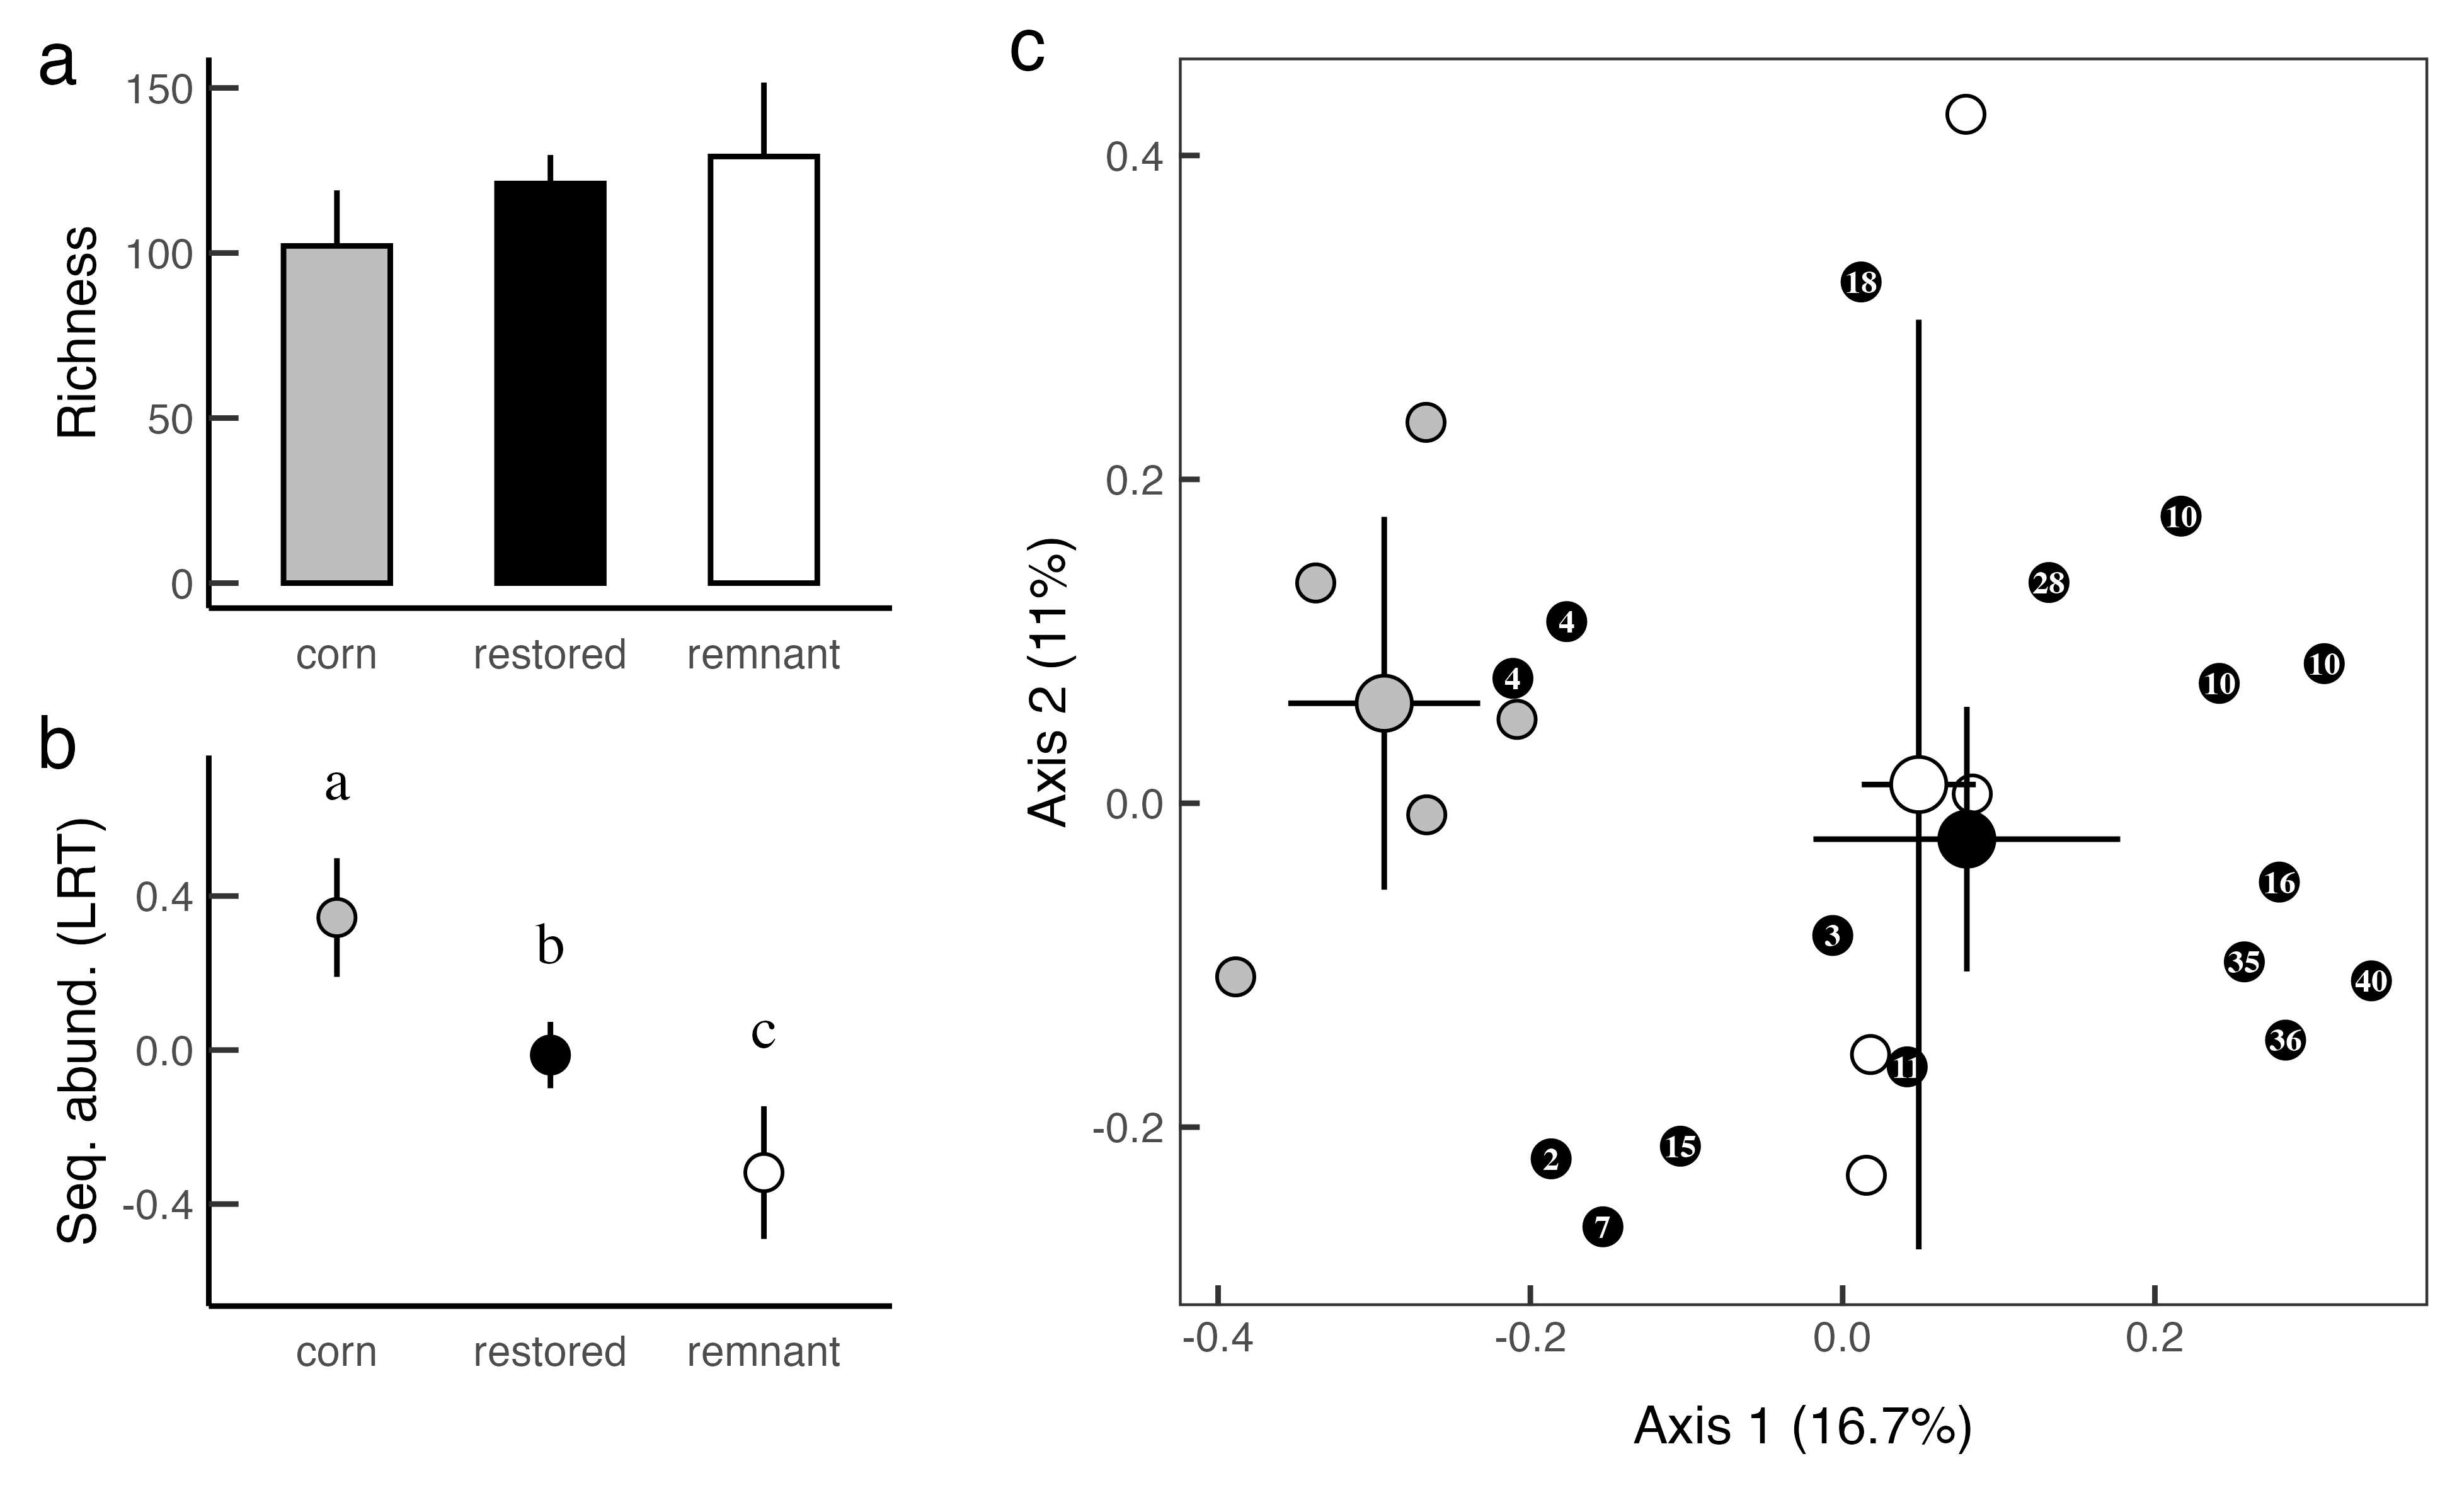 a
150
100
50
0
Richness
corn restored remnant
b
a
b
c
0.4
0.0
-0.4
Seq. abund. (LRT)
corn restored remnant
c
0.4
0.2
0.0
-0.2
Axis 2 (11%)
18
10
28
4
10
4
10
16
3
35
40
36
11
15
2
7
-0.4 -0.2 0.0 0.2
Axis 1 (16.7%)